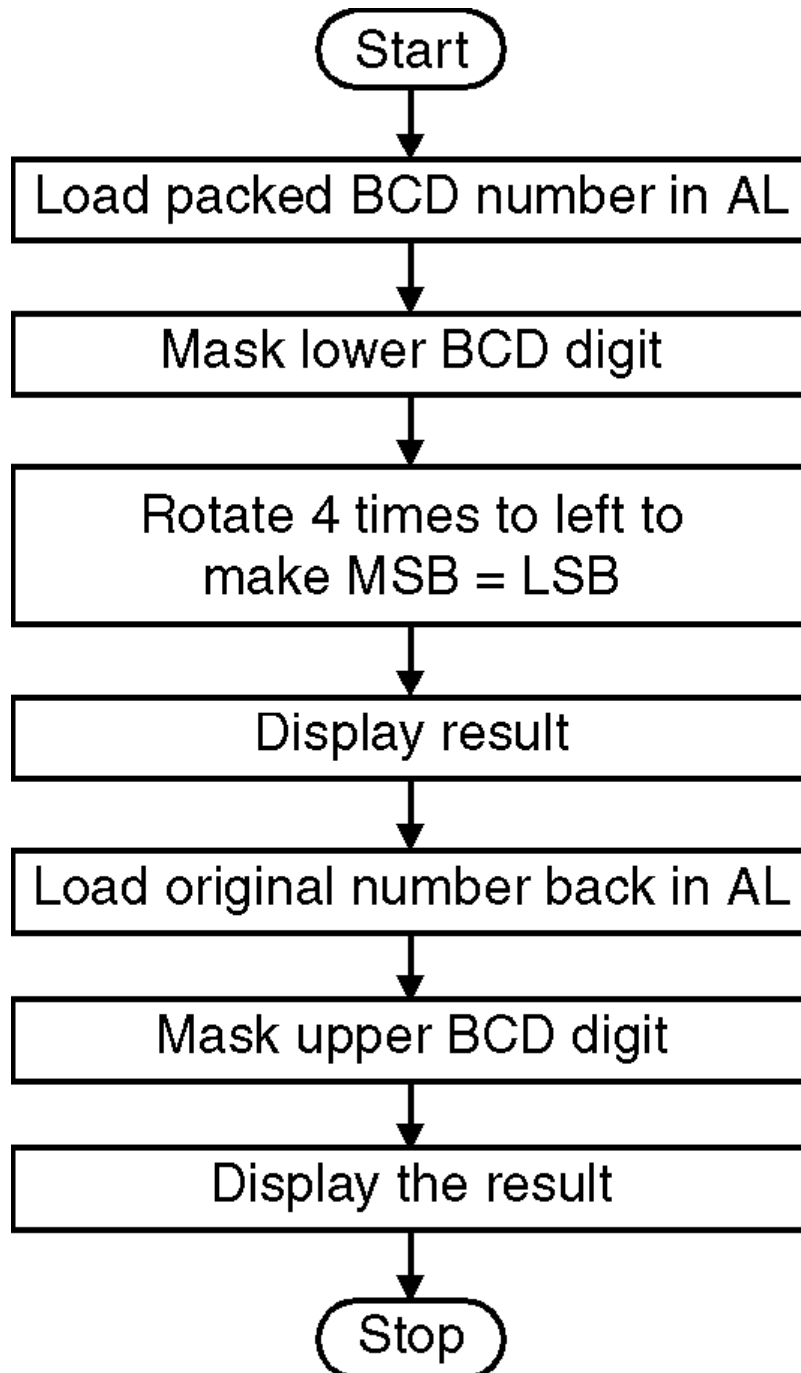 Start
Load packed BCD number in AL
Mask lower BCD digit
Rotate 4 times to left to
make MSB = LSB
Display result
Load original number back in AL
Mask upper BCD digit
Display the result
Stop